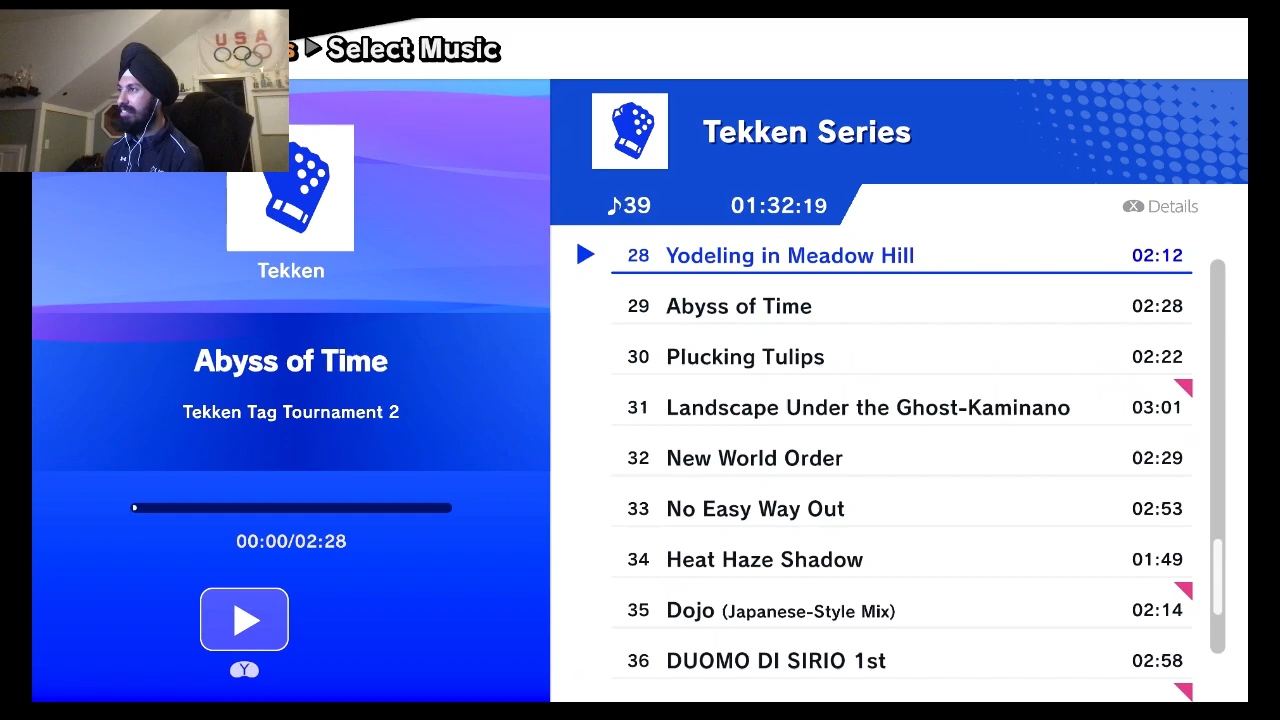 USA
s ▶ Select Music
Tekken
Abyss of Time
Tekken Tag Tournament 2
00:00/02:28
Y
Tekken Series
♪39 01:32:19
X Details
28 Yodeling in Meadow Hill 02:12
29 Abyss of Time 02:28
30 Plucking Tulips 02:22
31 Landscape Under the Ghost-Kaminano 03:01
32 New World Order 02:29
33 No Easy Way Out 02:53
34 Heat Haze Shadow 01:49
35 Dojo (Japanese-Style Mix) 02:14
36 DUOMO DI SIRIO 1st 02:58